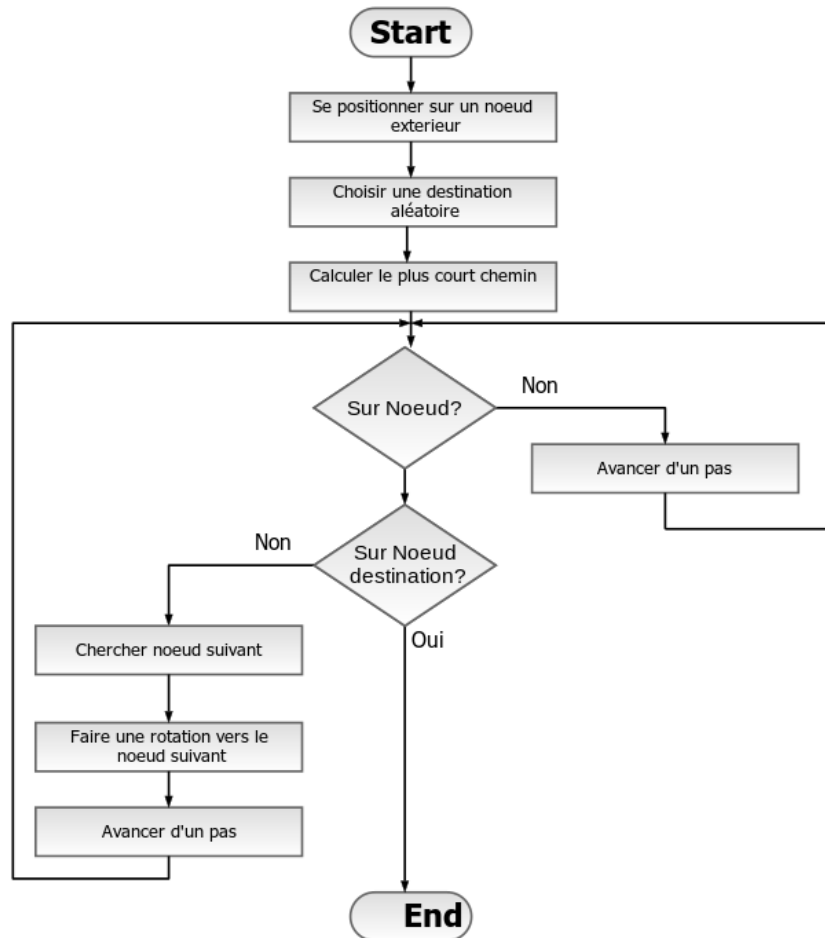 Start
Se positionner sur un noeud
exterieur
Choisir une destination
aléatoire
Calculer le plus court chemin
Sur Noeud?
Non
Avancer d'un pas
Sur Noeud
destination?
Non
Oui
Chercher noeud suivant
Faire une rotation vers le
noeud suivant
Avancer d'un pas
End